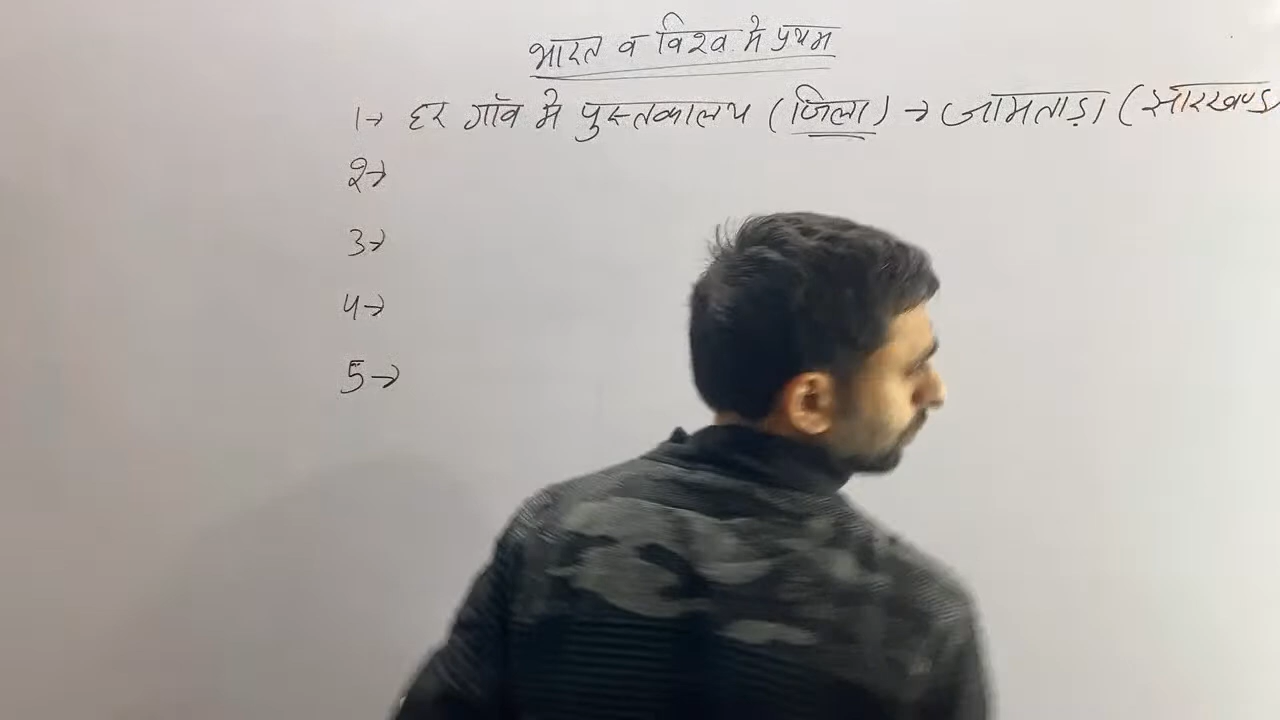 भारत व विश्व में प्रथम
1→ हर गाॅंव मे पुस्तकालय (जिला) → जामताड़ा (झारखण्ड
2→
3→
4→
5→